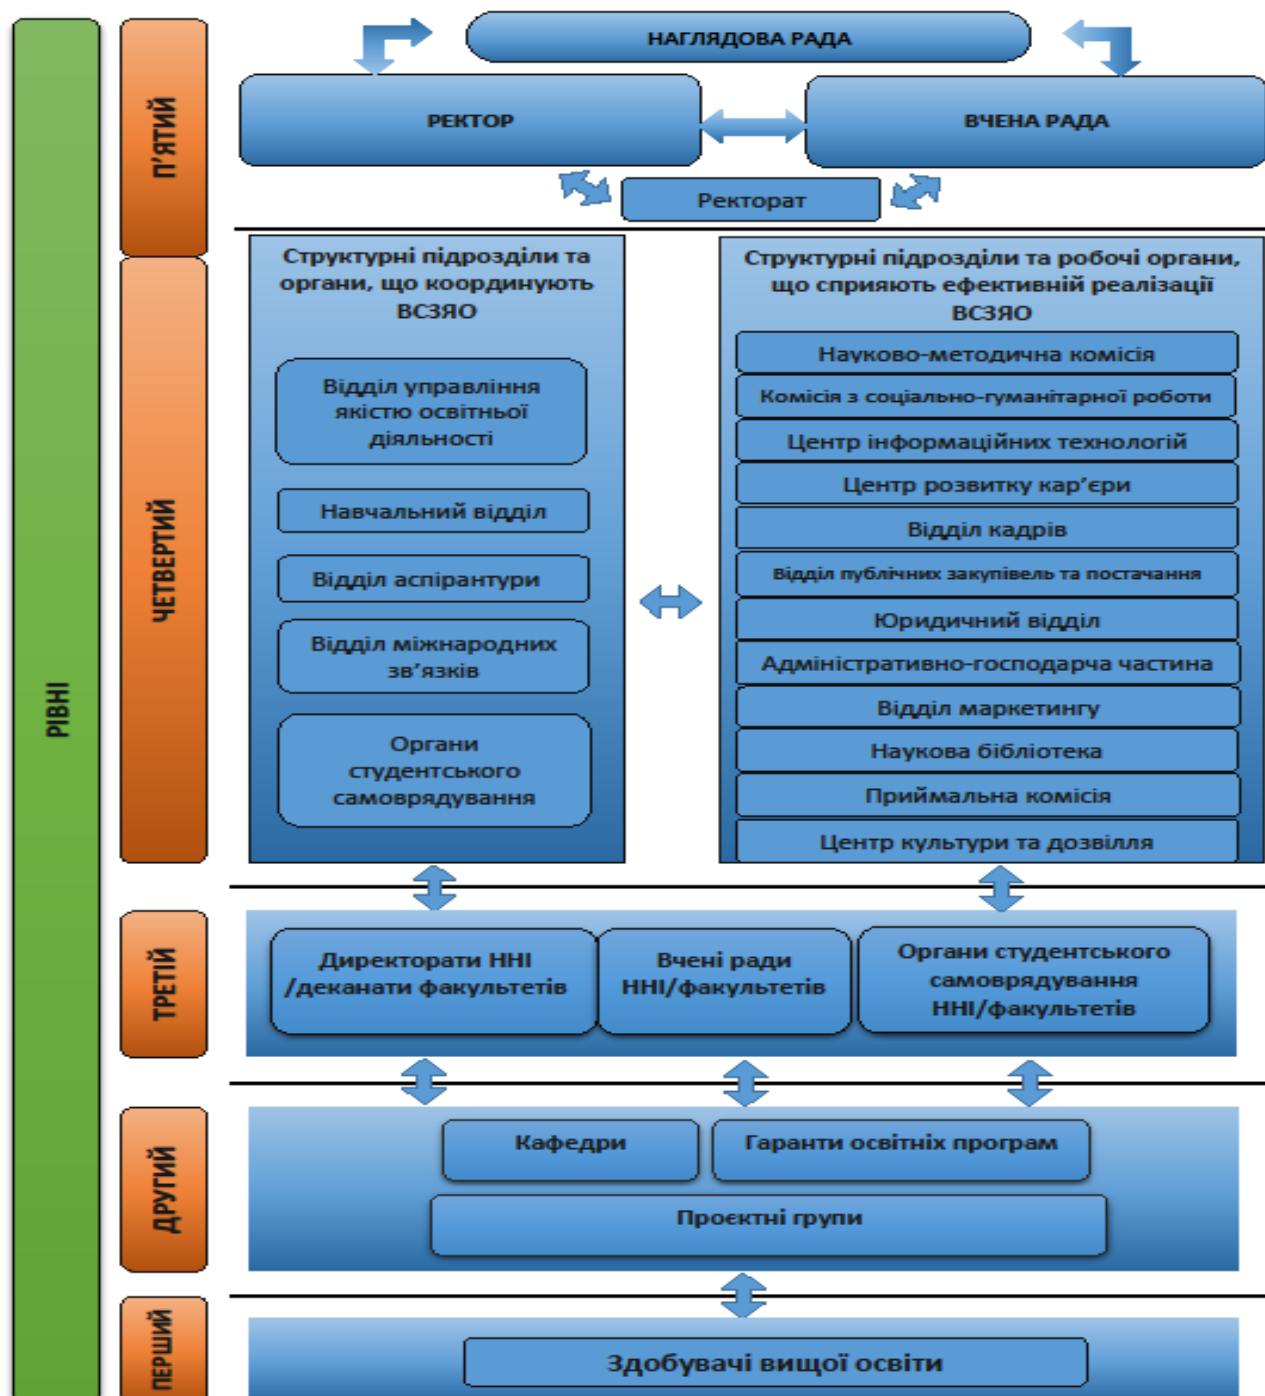 РІВНІ
П’ЯТИЙ
НАГЛЯДОВА РАДА
РЕКТОР
ВЧЕНА РАДА
Ректорат
ЧЕТВЕРТИЙ
Структурні підрозділи та
органи, що координують
ВСЗЯО
Відділ управління
якістю освітньої
діяльності
Навчальний відділ
Відділ аспірантури
Відділ міжнародних
зв’язків
Органи
студентського
самоврядування
Структурні підрозділи та робочі органи,
що сприяють ефективній реалізації
ВСЗЯО
Науково-методична комісія
Комісія з соціально-гуманітарної роботи
Центр інформаційних технологій
Центр розвитку кар’єри
Відділ кадрів
Відділ публічних закупівель та постачання
Юридичний відділ
Адміністративно-господарча частина
Відділ маркетингу
Наукова бібліотека
Приймальна комісія
Центр культури та дозвілля
ТРЕТІЙ
Директорати ННІ
/деканати факультетів
Вчені ради
ННІ/факультетів
Органи студентського
самоврядування
ННІ/факультетів
ДРУГИЙ
Кафедри
Гаранти освітніх програм
Проєктні групи
ПЕРШИЙ
Здобувачі вищої освіти